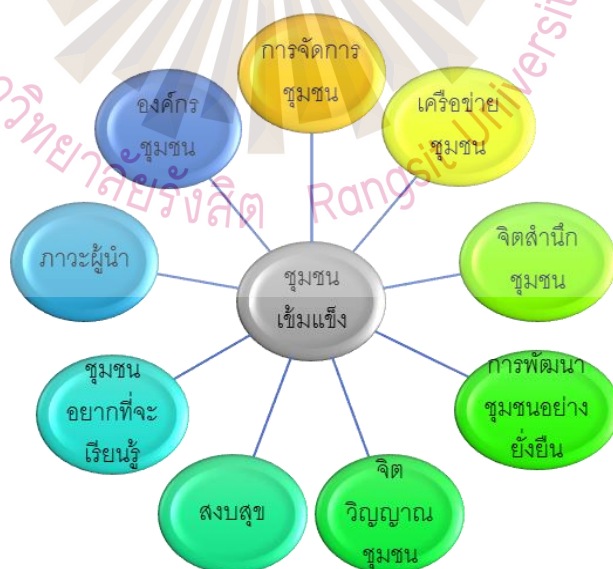 การจัดการ
ชุมชน
เครือข่าย
ชุมชน
จิตสำนึก
ชุมชน
การพัฒนา
ชุมชนอย่าง
ยั่งยืน
จิต
วิญญาณ
ชุมชน
สงบสุข
ชุมชน
อยากที่จะ
เรียนรู้
ภาวะผู้นำ
องค์กร
ชุมชน
ชุมชน
เข้มแข็ง
วิทยาลัยรังสิต Rangsit Universi